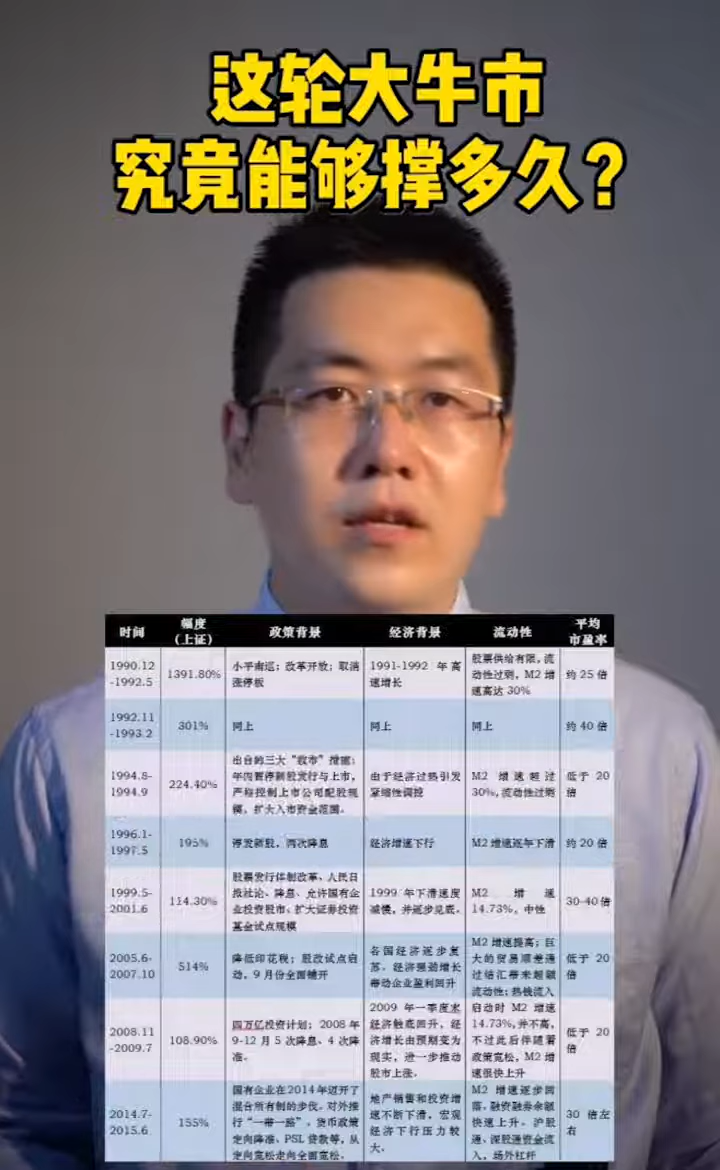 这轮大牛市
究竟能够撑多久？
时间 幅度（上证） 政策背景 经济背景 流动性 平均市盈率
1990.12
-1992.5
1391.80%
小平南巡；改革开放；取消
涨停板
1991-1992 年高
速增长
股票供给有限，流
动性过剩，M2 增
速高达 30%
约 25 倍
1992.11
-1993.2
301%
同上
同上
同上
约 40 倍
1994.8-
1994.9
224.40%
出台的三大“救市”措施：
年内暂停新股发行与上市，
严格控制上市公司配股规
模，扩大入市资金范围。
由于经济过热引发
紧缩性调控
M2 增速超过
30%，流动性过剩
低于 20
倍
1996.1-
1997.5
195%
停发新股，两次降息
经济增速下行
M2 增速逐年下滑
约 20 倍
1999.5-
2001.6
114.30%
股票发行体制改革、人民日
报社论、降息、允许国有企
业投资股市、扩大证券投资
基金试点规模
1999 年下滑速度
减慢，并逐步见底。
M2 增速
14.73%，中性
30-40 倍
2005.6-
2007.10
514%
降低印花税；股改试点启
动，9 月份全面铺开
各国经济逐步复
苏，经济强劲增长
带动企业盈利回升
M2 增速提高；巨
大的贸易顺差通
过结汇带来超额
流动性；热钱流入
低于 20
倍
2008.11
-2009.7
108.90%
四万亿投资计划；2008 年
9-12 月 5 次降息、4 次降
准。
2009 年一季度末
经济触底回升，经
济增长由预期变为
现实，进一步推动
股市上涨。
启动时 M2 增速
14.73%，并不高，
不过此后伴随着
政策宽松，M2 增
速很快上升
低于 20
倍
2014.7-
2015.6
155%
国有企业在 2014 年迈开了
混合所有制的步伐。对外推
行“一带一路”。货币政策
定向降准、PSL 贷款等，从
定向宽松走向全面宽松。
地产销售和投资增
速不断下滑，宏观
经济下行压力较
大。
M2 增速逐步回
落。融资融券余额
快速上升。沪股
通、深股通资金流
入，场外杠杆
30 倍左
右